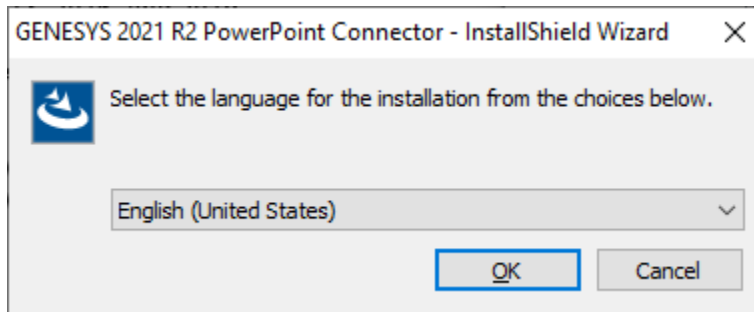 GENESYS 2021 R2 PowerPoint Connector - InstallShield Wizard
Select the language for the installation from the choices below.
English (United States)
OK
Cancel